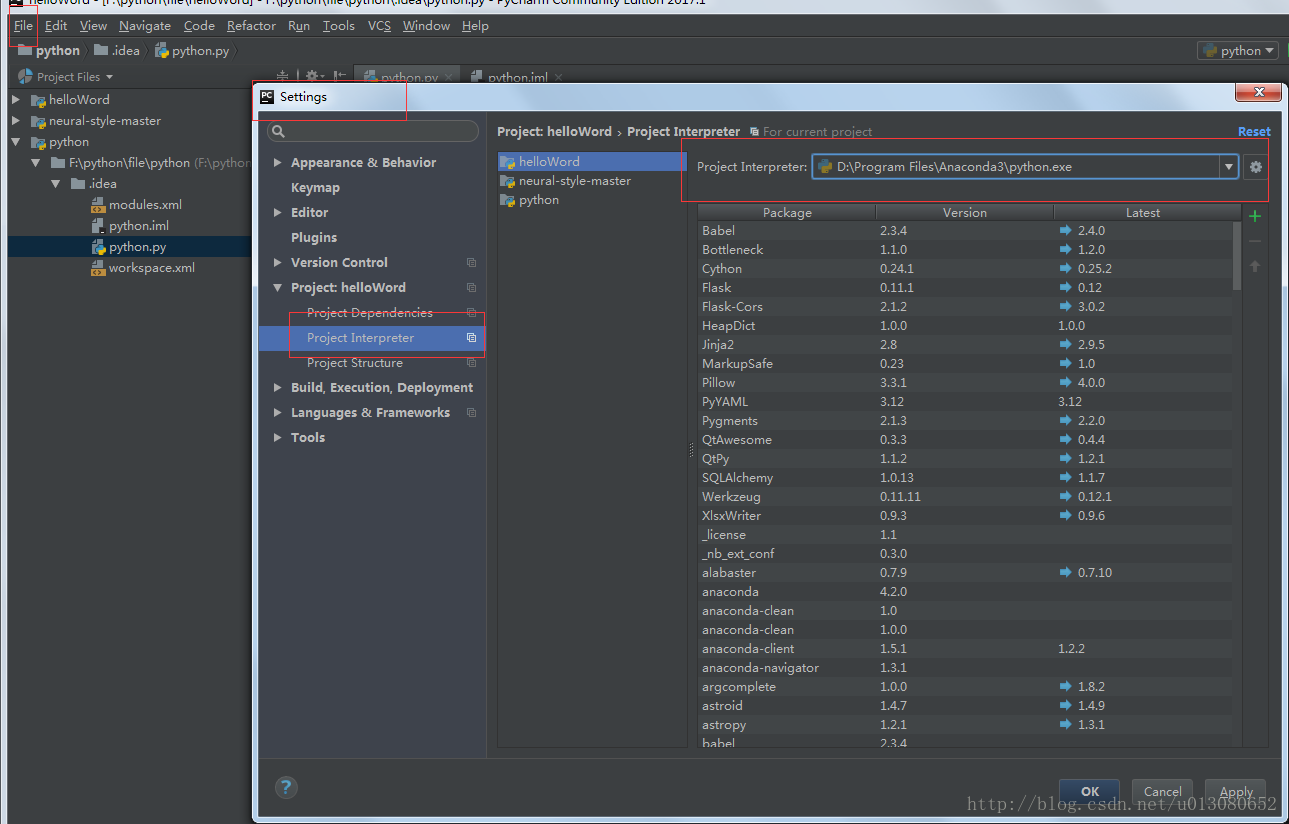 helloWord - [F:\python\file\helloWord] - F:\python\file\python\.idea\python.py - PyCharm Community Edition 2017.1
File Edit View Navigate Code Refactor Run Tools VCS Window Help
python .idea python.py python
Project Files python.py python.iml
helloWord
neural-style-master
python
F:\python\file\python (F:\python
.idea
modules.xml
python.iml
python.py
workspace.xml
PC Settings
Appearance & Behavior
Keymap
Editor
Plugins
Version Control
Project: helloWord
Project Dependencies
Project Interpreter
Project Structure
Build, Execution, Deployment
Languages & Frameworks
Tools
Project: helloWord › Project Interpreter For current project Reset
helloWord
neural-style-master
python
Project Interpreter: D:\Program Files\Anaconda3\python.exe
Package Version Latest
Babel 2.3.4 2.4.0
Bottleneck 1.1.0 1.2.0
Cython 0.24.1 0.25.2
Flask 0.11.1 0.12
Flask-Cors 2.1.2 3.0.2
HeapDict 1.0.0 1.0.0
Jinja2 2.8 2.9.5
MarkupSafe 0.23 1.0
Pillow 3.3.1 4.0.0
PyYAML 3.12 3.12
Pygments 2.1.3 2.2.0
QtAwesome 0.3.3 0.4.4
QtPy 1.1.2 1.2.1
SQLAlchemy 1.0.13 1.1.7
Werkzeug 0.11.11 0.12.1
XlsxWriter 0.9.3 0.9.6
_license 1.1
_nb_ext_conf 0.3.0
alabaster 0.7.9 0.7.10
anaconda 4.2.0
anaconda-clean 1.0
anaconda-clean 1.0.0
anaconda-client 1.5.1 1.2.2
anaconda-navigator 1.3.1
argcomplete 1.0.0 1.8.2
astroid 1.4.7 1.4.9
astropy 1.2.1 1.3.1
babel 2.3.4
?
OK Cancel Apply
http://blog.csdn.net/u013080652